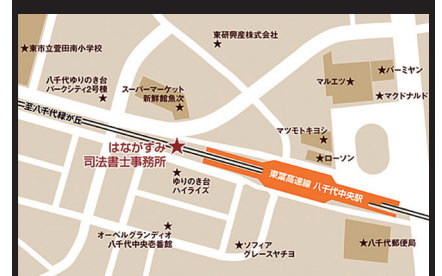 東研興産株式会社
★東市立萱田南小学校
八千代ゆりのき台
パークシティ2号棟
スーパーマーケット
新鮮館魚次
マルエツ★
★バーミヤン
★マクドナルド
至八千代緑が丘
はながすみ
司法書士事務所
マツモトキヨシ
★ローソン
ゆりのき台
ハイライズ
東葉高速線 八千代中央駅
オーベルグランディオ
八千代中央壱番館
★ソフィア
グレースヤチヨ
★八千代郵便局